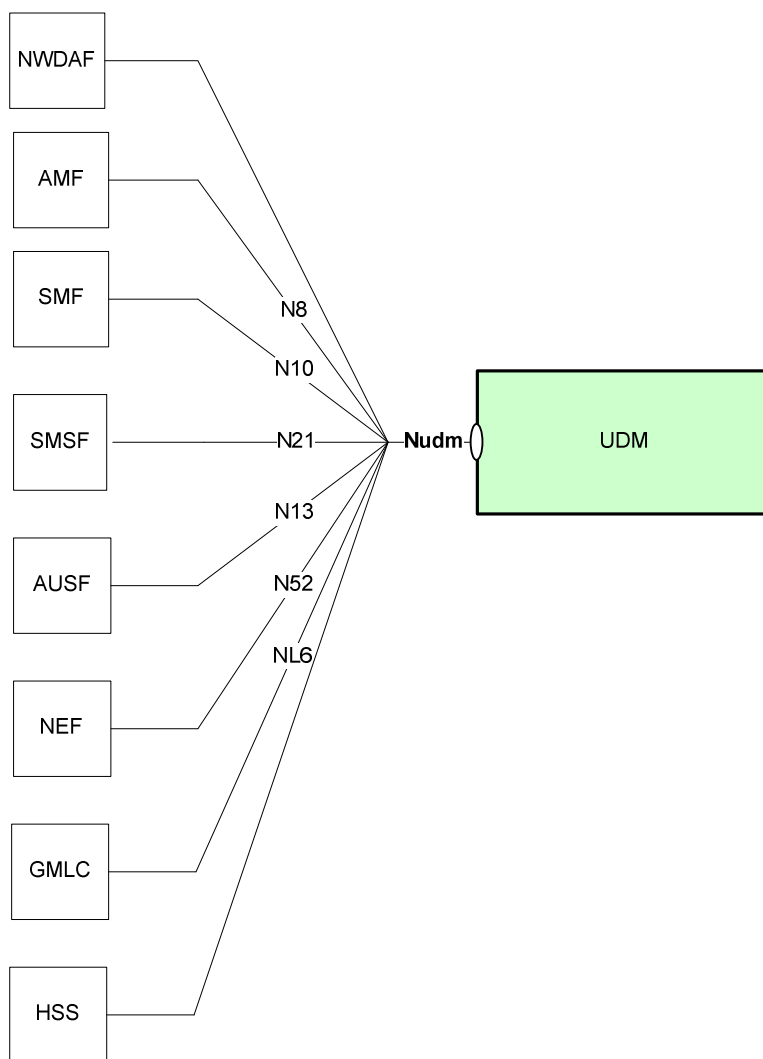 NWDAF
AMF
SMF
N8
N10
SMSF
N21
Nudm
UDM
N13
AUSF
N52
NL6
NEF
GMLC
HSS